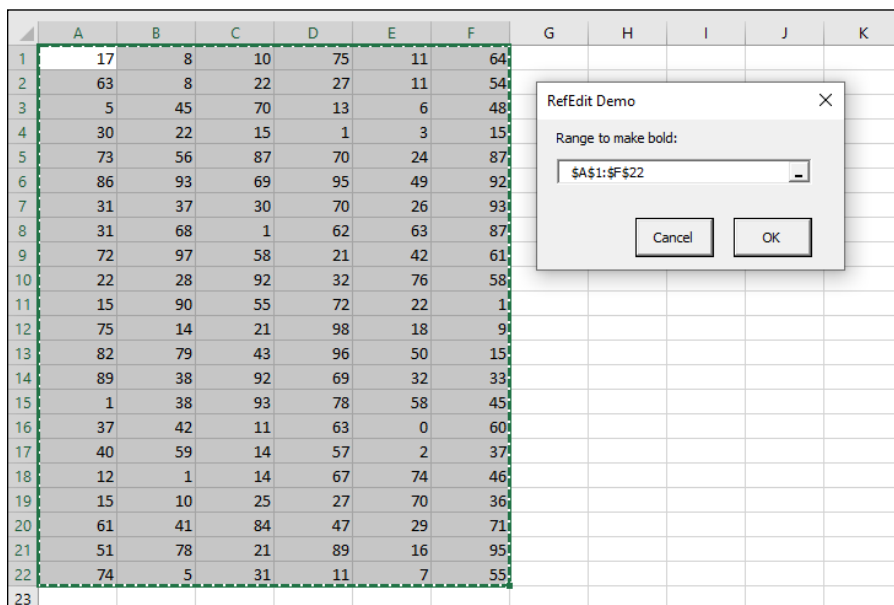 A B C D E F G H I J K
1 17 8 10 75 11 64
2 63 8 22 27 11 54
RefEdit Demo
3 5 45 70 13 6 48
4 30 22 15 1 3 15
Range to make bold:
5 73 56 87 70 24 87
6 86 93 69 95 49 92
$A$1:$F$22
7 31 37 30 70 26 93
8 31 68 1 62 63 87
Cancel OK
9 72 97 58 21 42 61
10 22 28 92 32 76 58
11 15 90 55 72 22 1
12 75 14 21 98 18 9
13 82 79 43 96 50 15
14 89 38 92 69 32 33
15 1 38 93 78 58 45
16 37 42 11 63 0 60
17 40 59 14 57 2 37
18 12 1 14 67 74 46
19 15 10 25 27 70 36
20 61 41 84 47 29 71
21 51 78 21 89 16 95
22 74 5 31 11 7 55
23